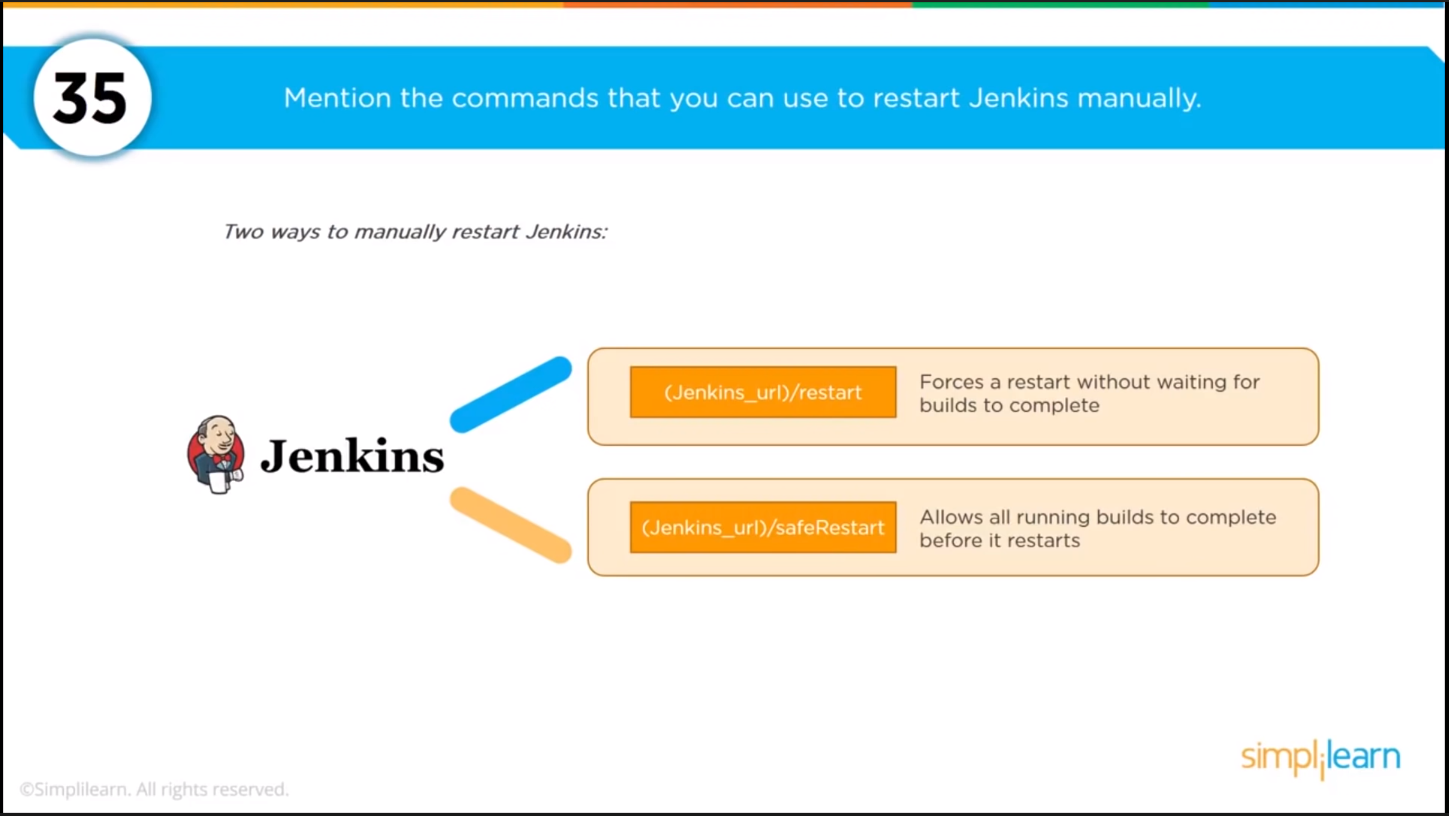 35
Mention the commands that you can use to restart Jenkins manually.
Two ways to manually restart Jenkins:
Jenkins
(Jenkins_url)/restart
Forces a restart without waiting for
builds to complete
(Jenkins_url)/safeRestart
Allows all running builds to complete
before it restarts
simplilearn
©Simplilearn. All rights reserved.